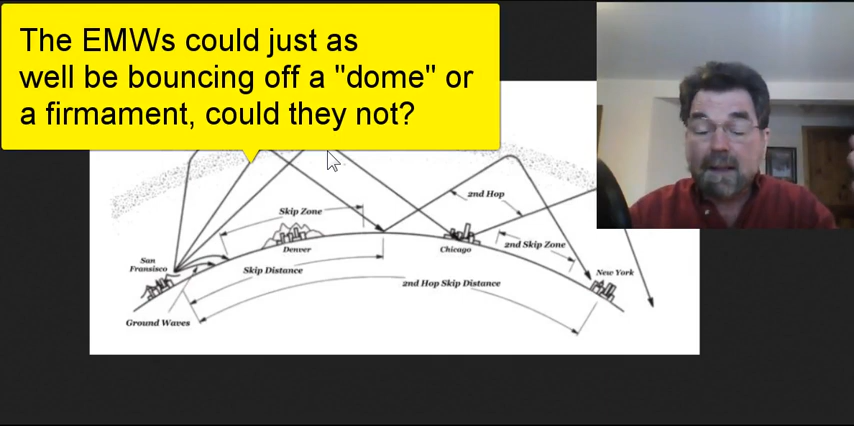 The EMWs could just as
well be bouncing off a "dome" or
a firmament, could they not?
2nd Hop
Skip Zone
Denver
Chicago
2nd Skip Zone
San
Fransisco
Skip Distance
New York
2nd Hop Skip Distance
Ground Waves